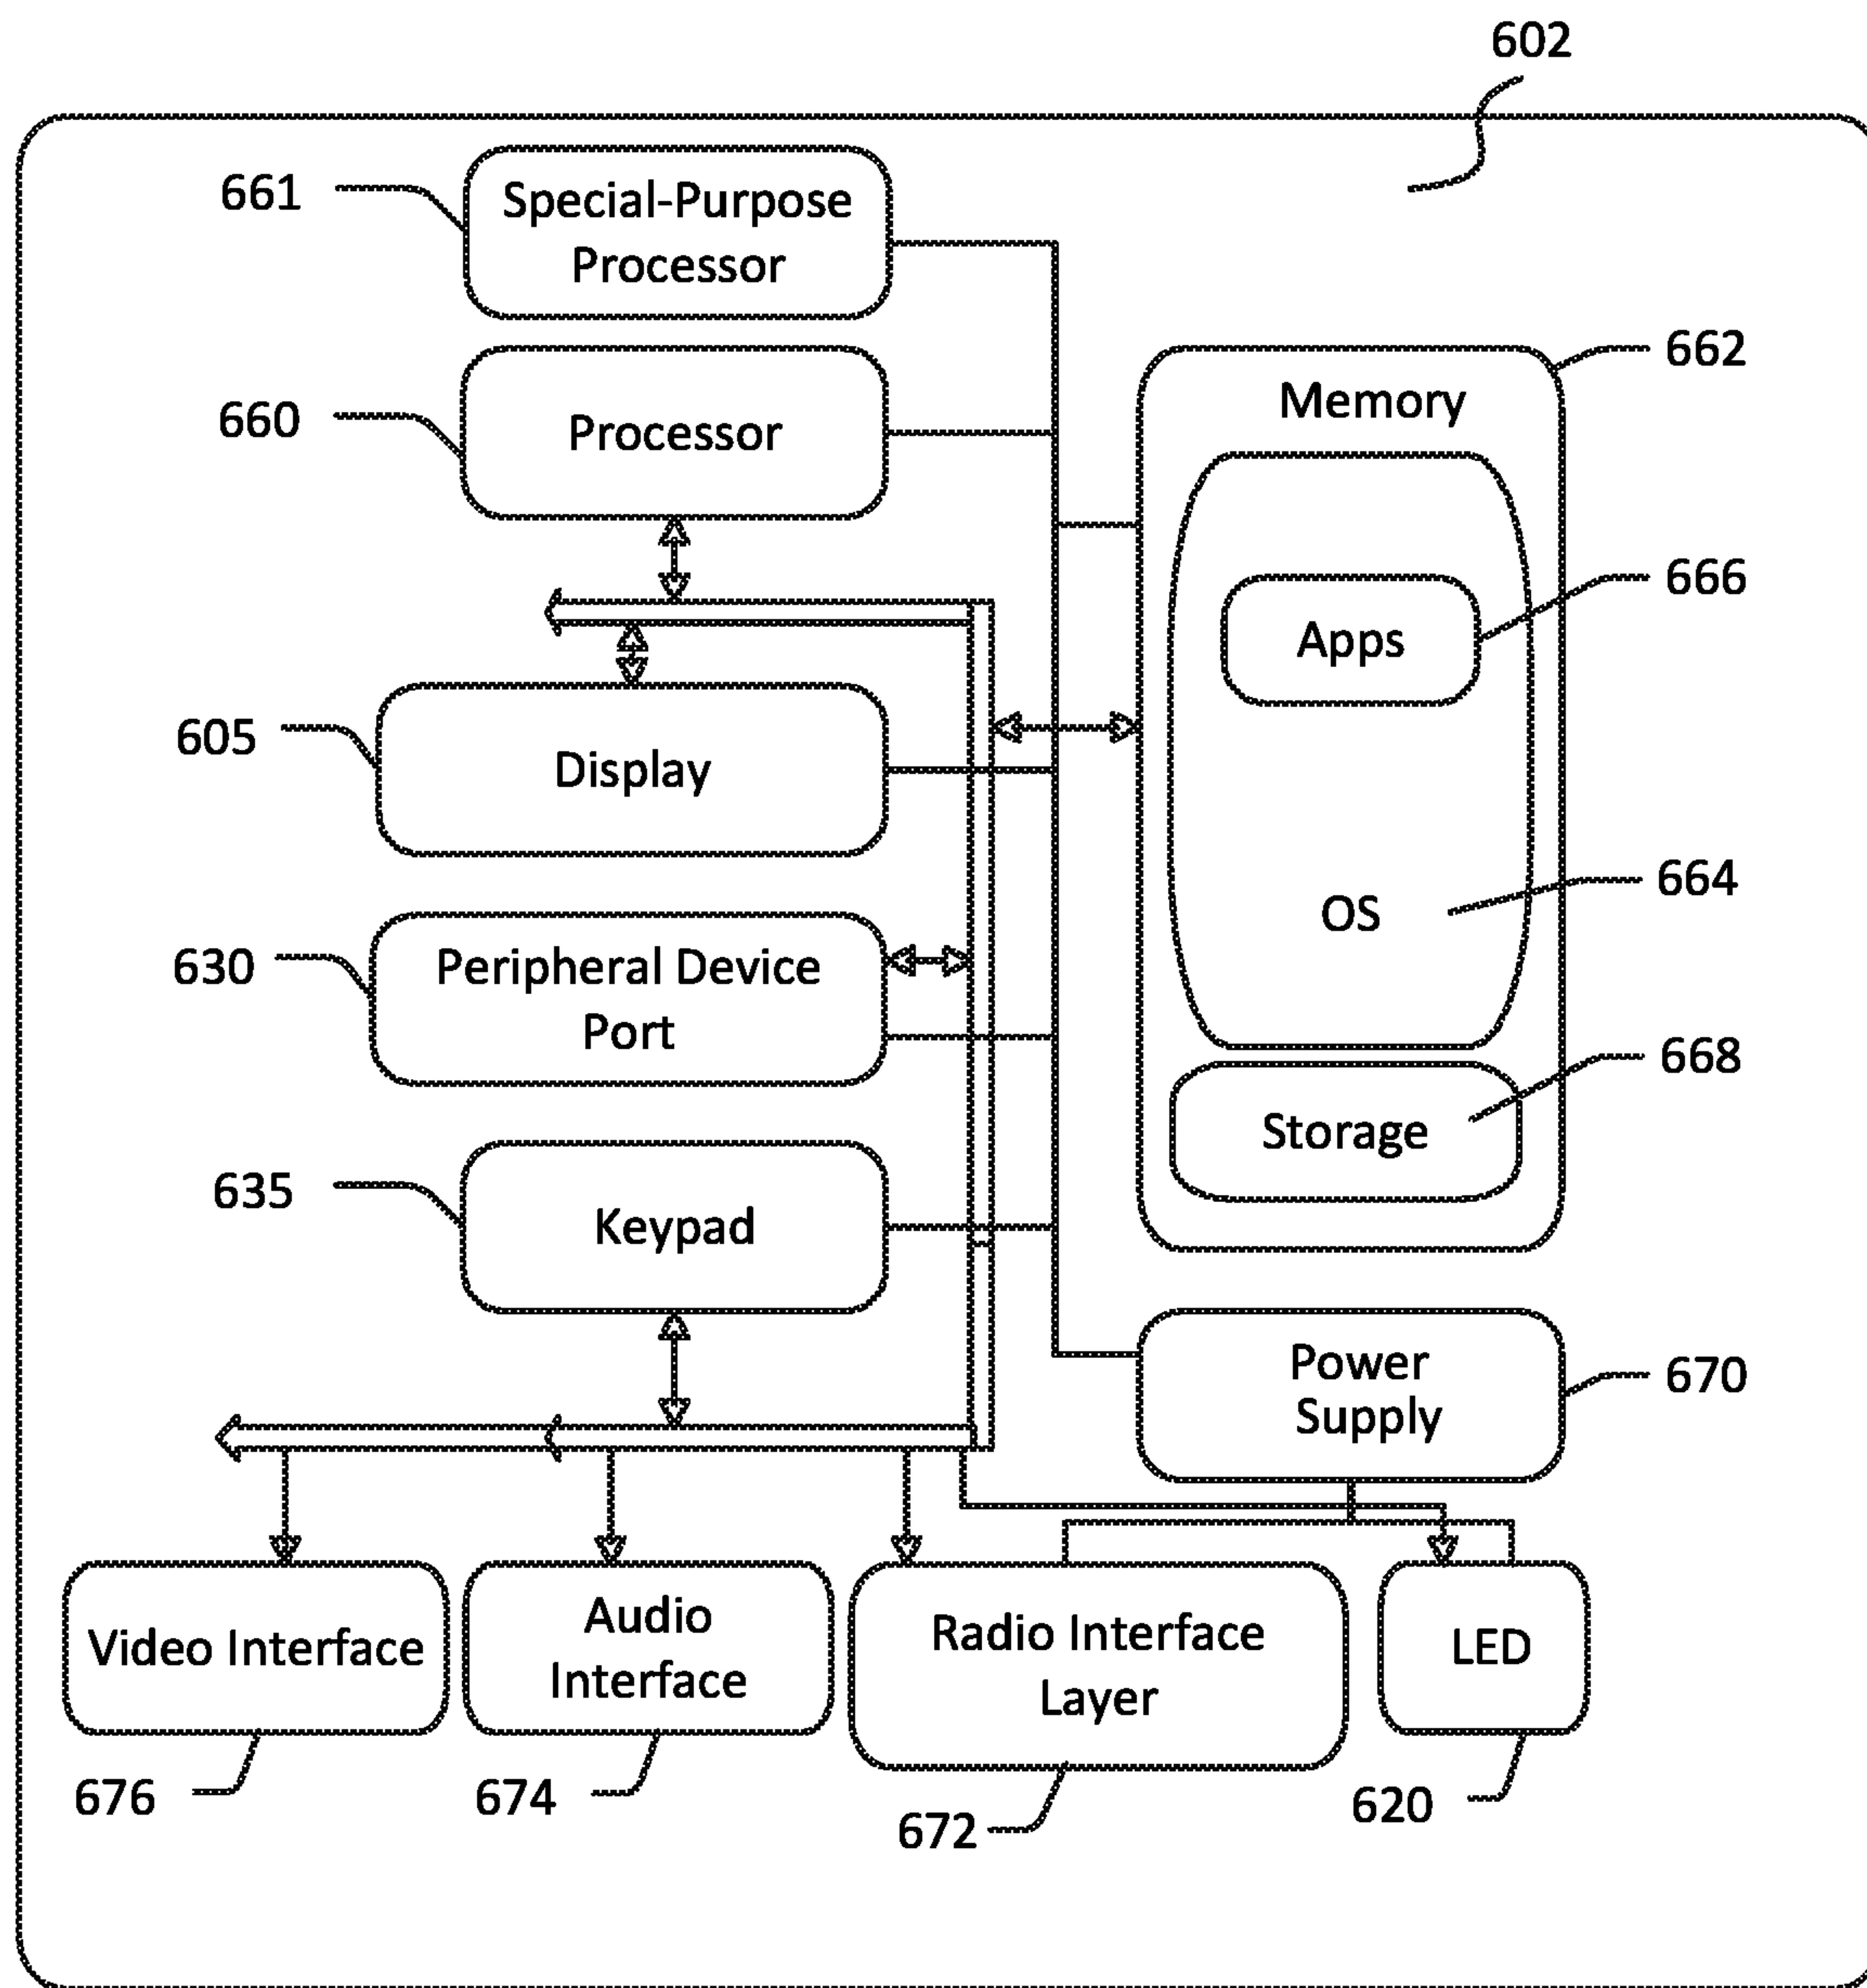 602
661
Special-Purpose
Processor
662
Memory
660
Processor
666
Apps
605
Display
664
OS
630
Peripheral Device
Port
668
Storage
635
Keypad
Power
Supply
670
Video Interface
Audio
Interface
Radio Interface
Layer
LED
676
674
672
620